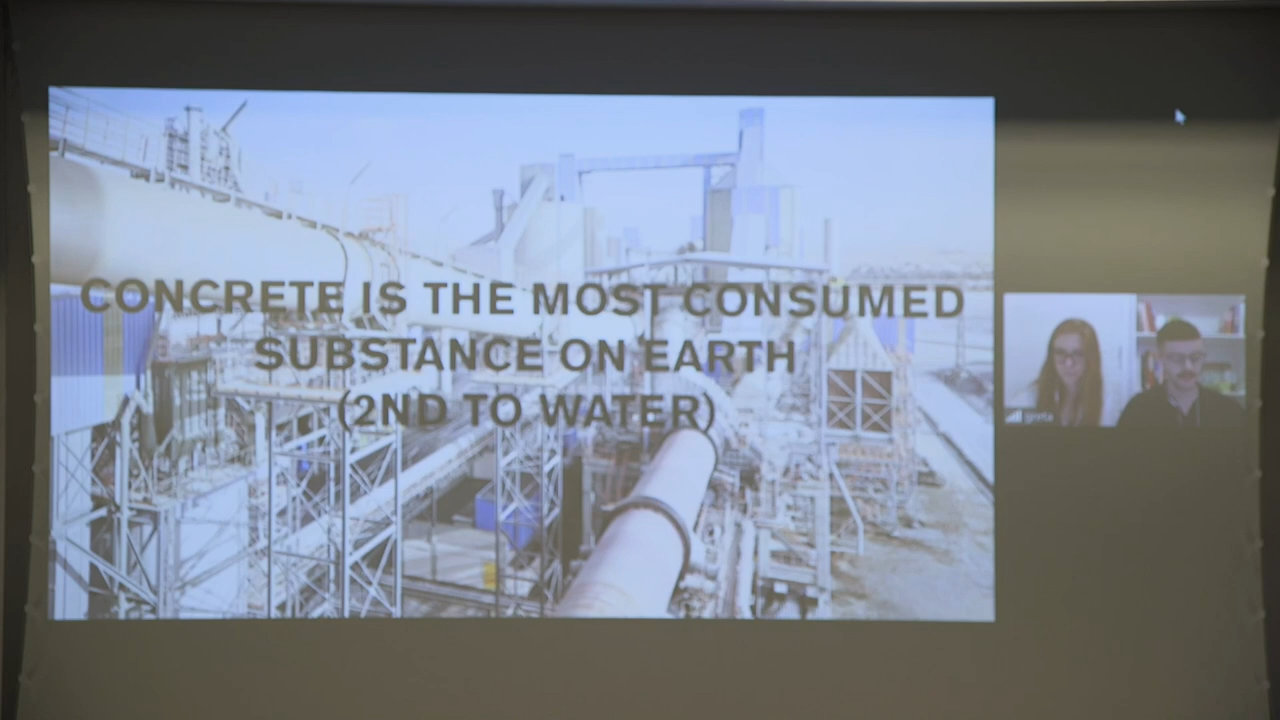 CONCRETE IS THE MOST CONSUMED
SUBSTANCE ON EARTH
(2ND TO WATER)